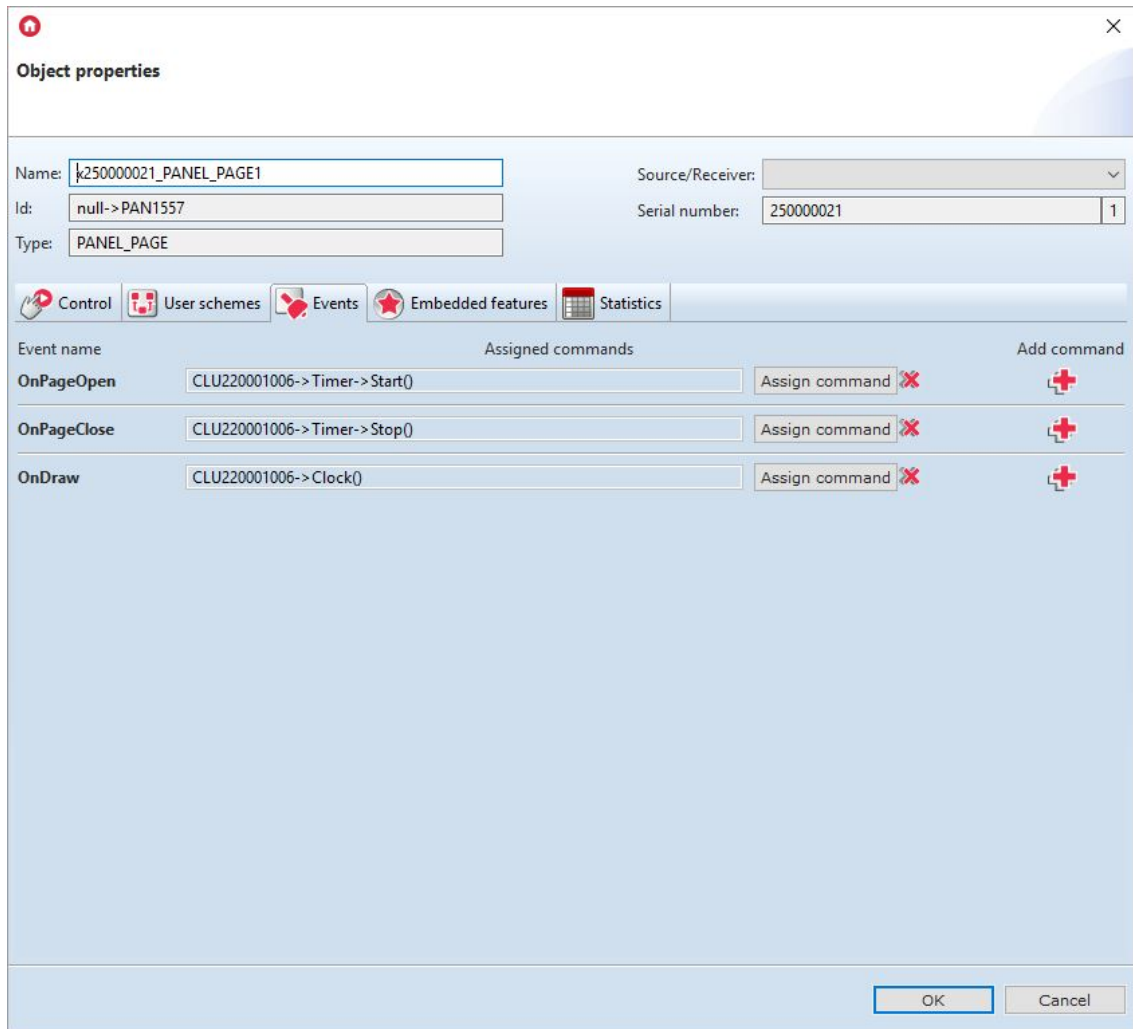 Object properties
Name: x250000021_PANEL_PAGE1 Source/Receiver:
Id: null->PAN1557 Serial number: 250000021 1
Type: PANEL_PAGE
Control User schemes Events Embedded features Statistics
Event name Assigned commands Add command
OnPageOpen CLU220001006->Timer->Start() Assign command
OnPageClose CLU220001006->Timer->Stop() Assign command
OnDraw CLU220001006->Clock() Assign command
OK Cancel